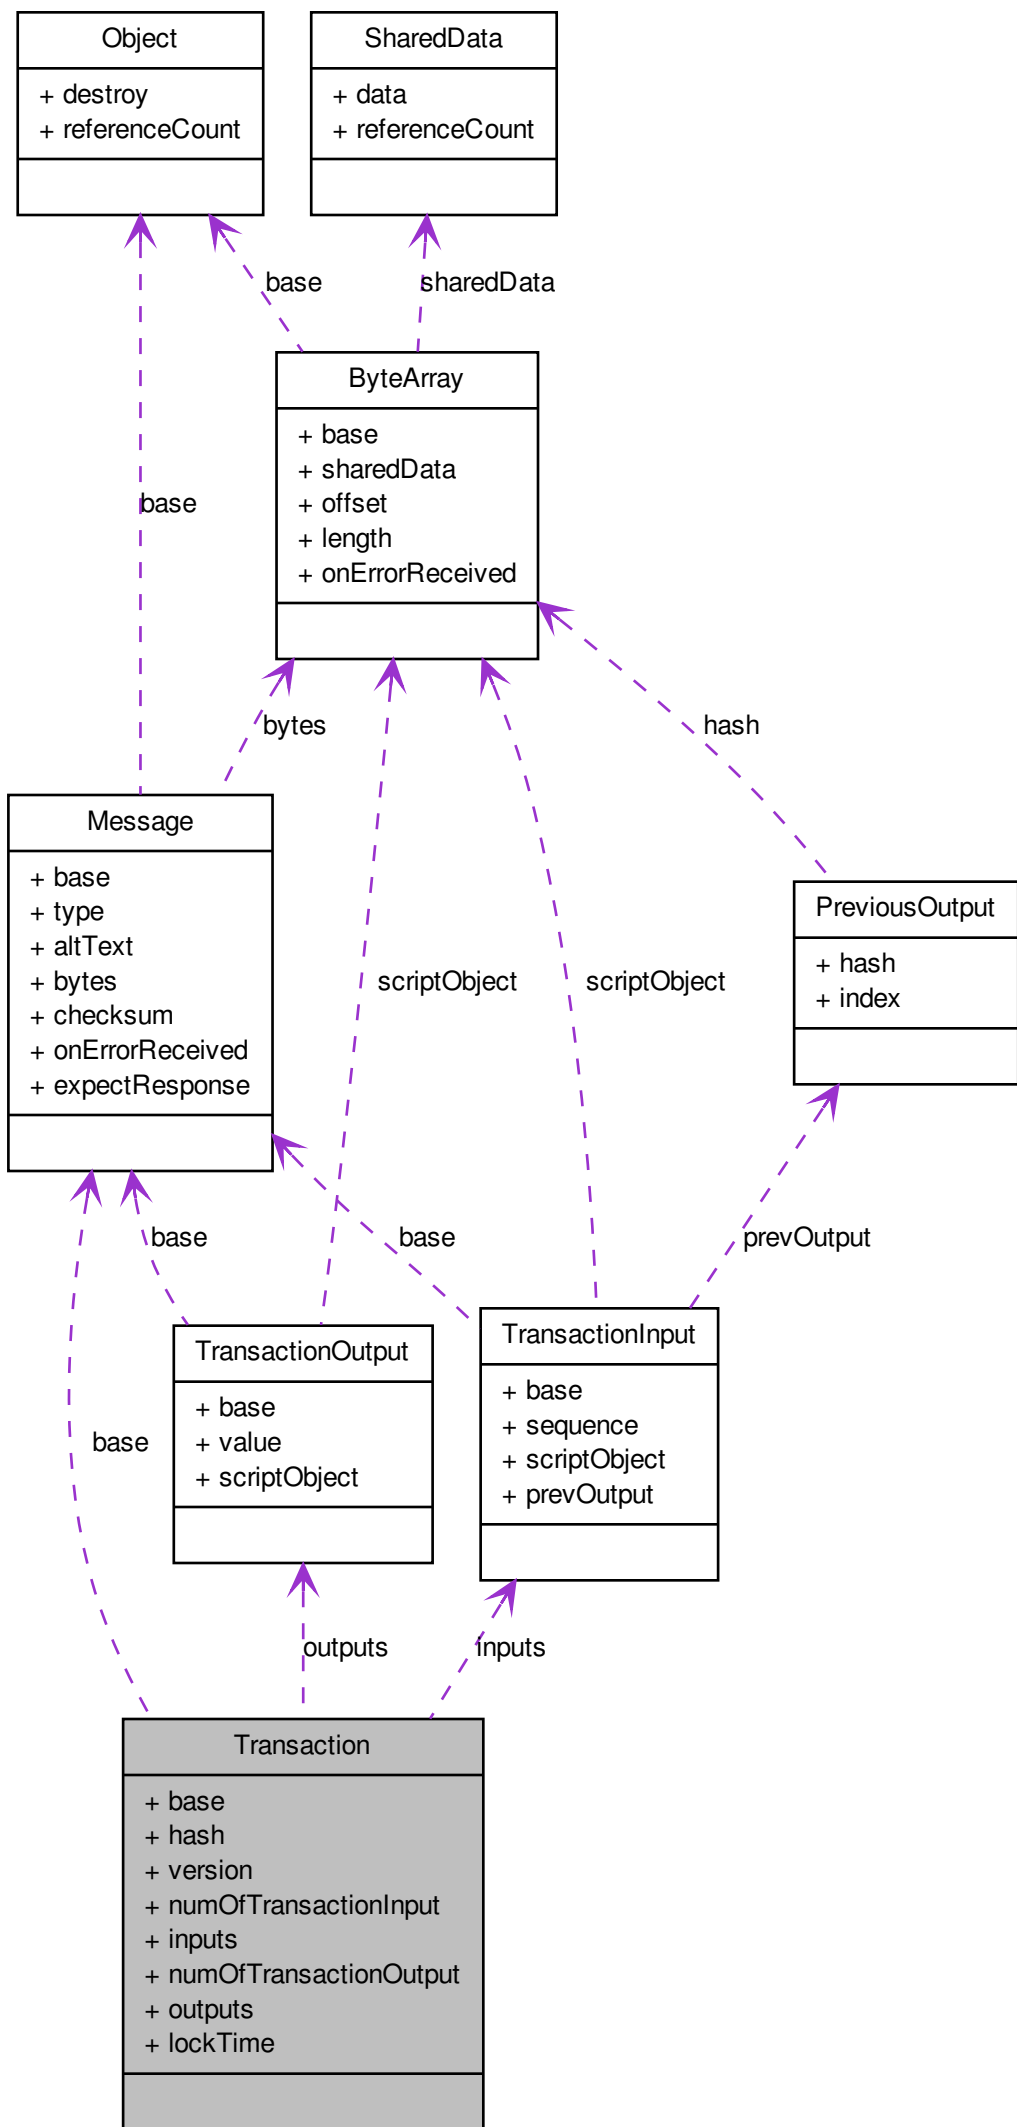 Object
+ destroy
+ referenceCount
SharedData
+ data
+ referenceCount
base
sharedData
base
ByteArray
+ base
+ sharedData
+ offset
+ length
+ onErrorReceived
bytes
hash
scriptObject
scriptObject
Message
+ base
+ type
+ altText
+ bytes
+ checksum
+ onErrorReceived
+ expectResponse
PreviousOutput
+ hash
+ index
base
base
prevOutput
base
TransactionOutput
+ base
+ value
+ scriptObject
TransactionInput
+ base
+ sequence
+ scriptObject
+ prevOutput
outputs
inputs
Transaction
+ base
+ hash
+ version
+ numOfTransactionInput
+ inputs
+ numOfTransactionOutput
+ outputs
+ lockTime